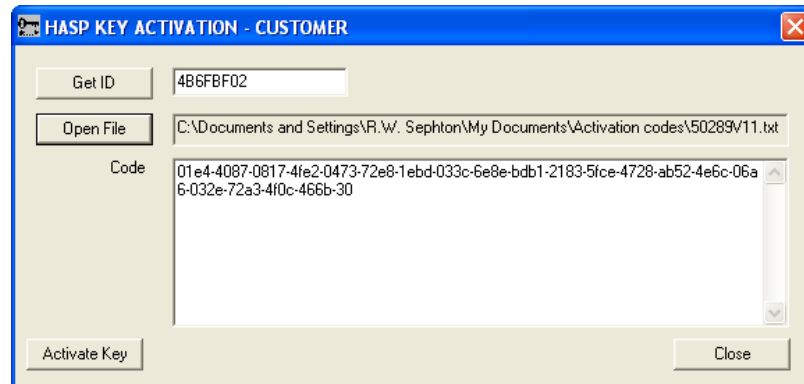 HASP KEY ACTIVATION - CUSTOMER
Get ID 4B6FBF02
Open File C:\Documents and Settings\R.W. Sephton\My Documents\Activation codes\50289V11.txt
Code 01e4-4087-0817-4fe2-0473-72e8-1ebd-033c-6e8e-bdb1-2183-5fce-4728-ab52-4e6c-06a
6-032e-72a3-4f0c-466b-30
Activate Key Close